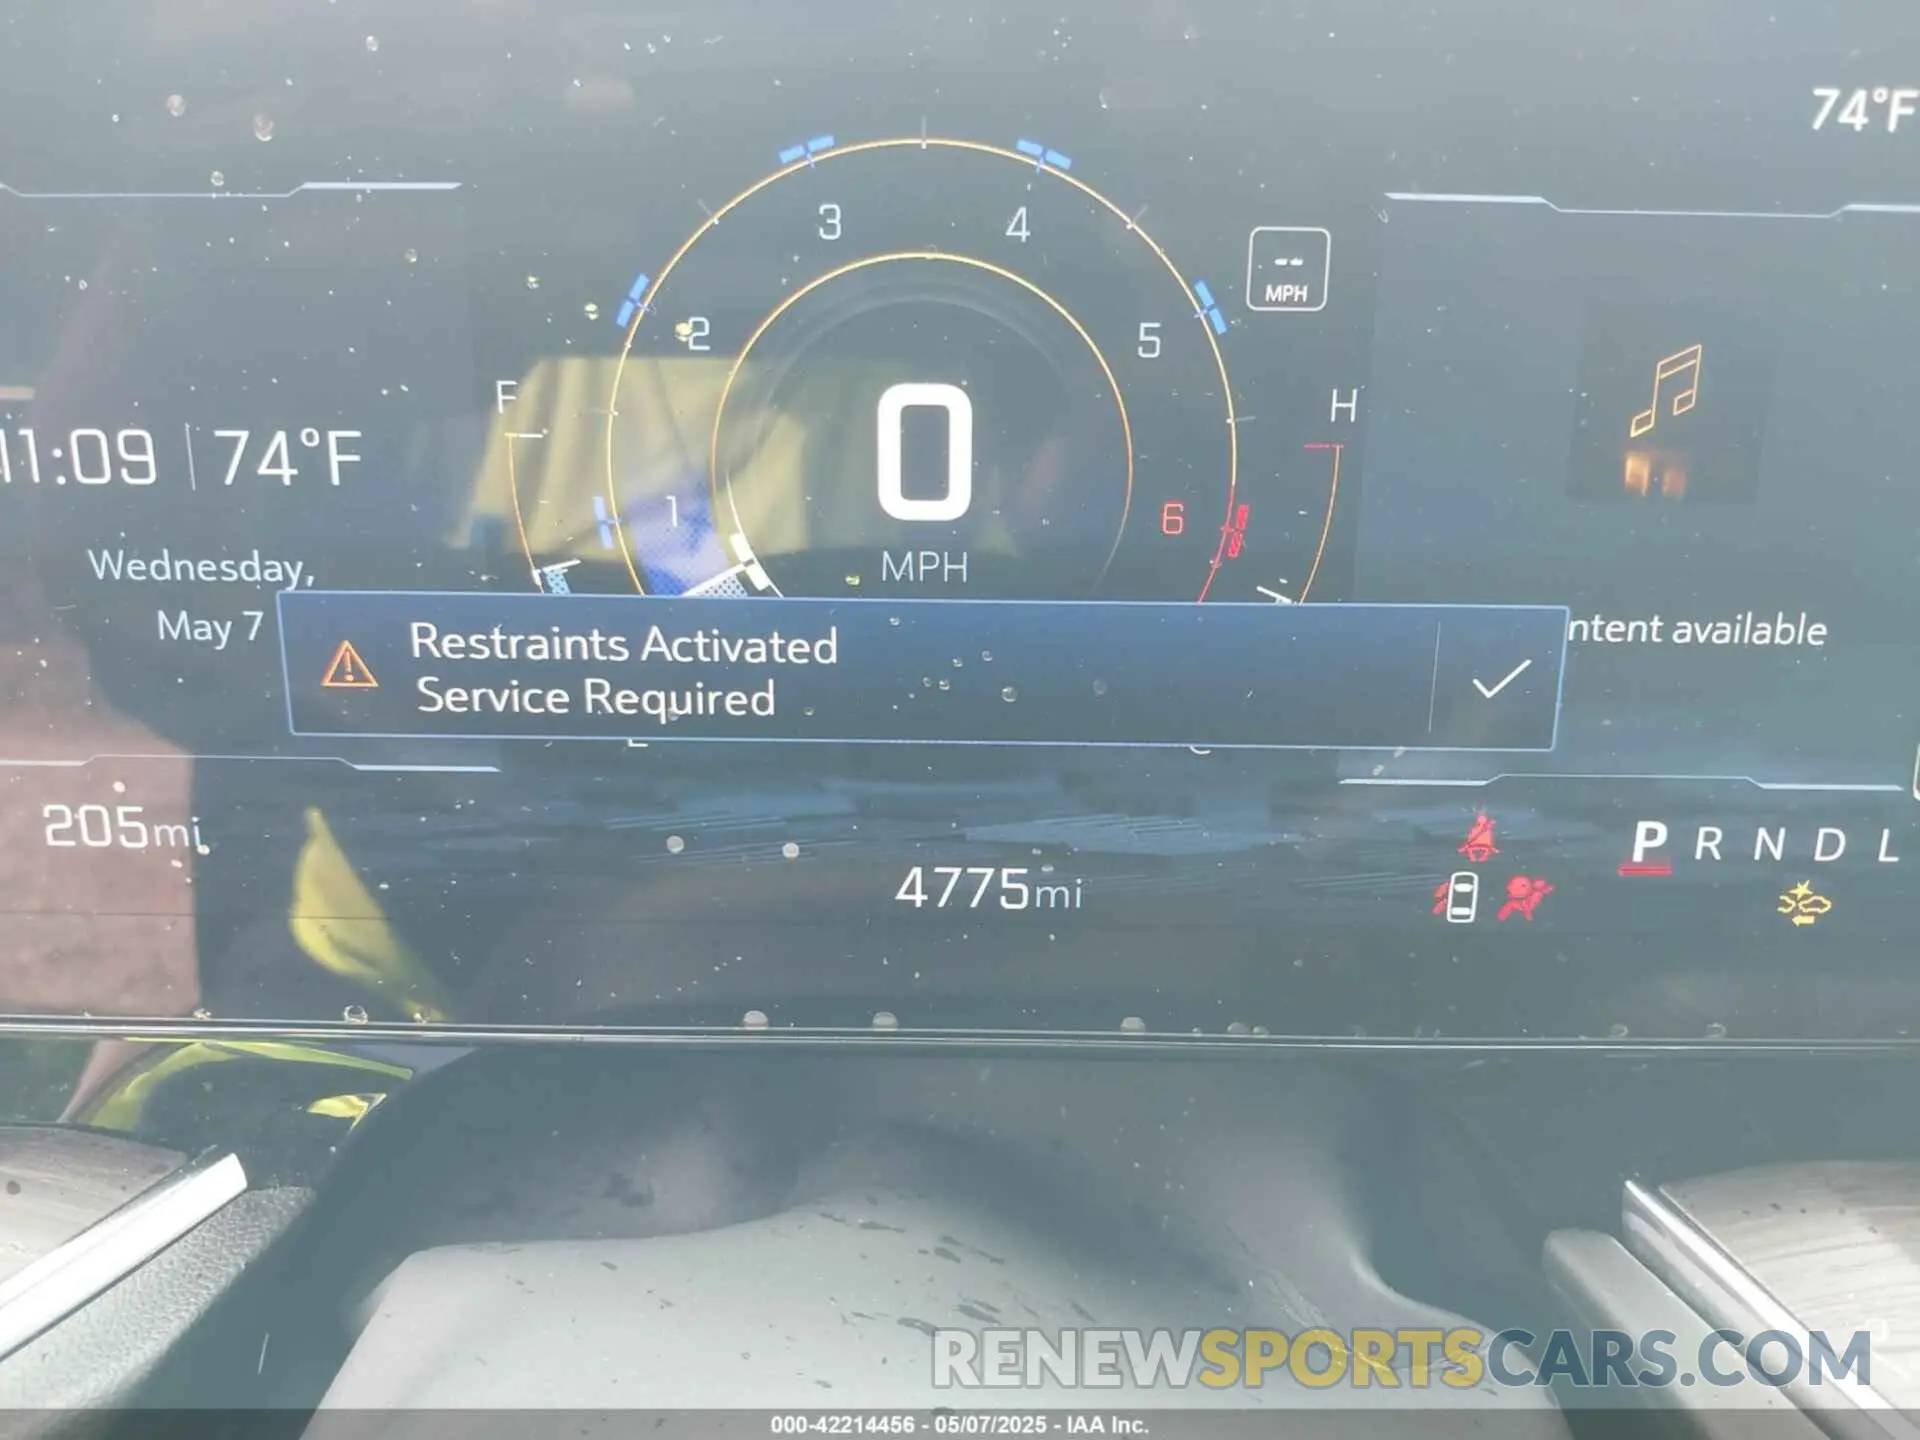 74°F
3
4
--
MPH
2
5
F
H
11:09 | 74°F
0
1
6
MPH
Wednesday,
May 7
Restraints Activated
Service Required
ntent available
205mi
4775mi
P R N D L
RENEWSPORTSCARS.COM
000-42214456 - 05/07/2025 - IAA Inc.